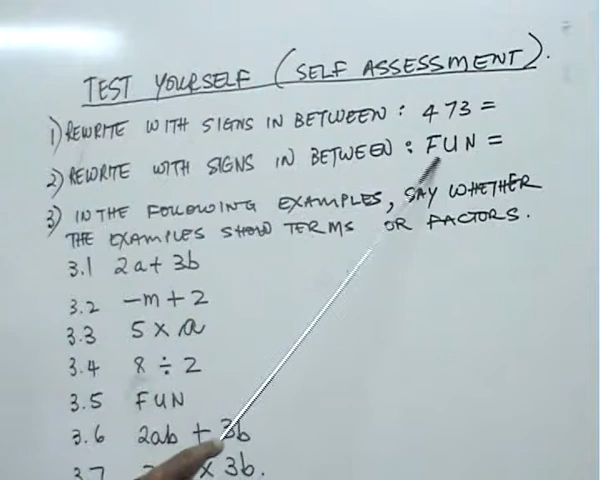 TEST YOURSELF (SELF ASSESSMENT).
1) REWRITE WITH SIGNS IN BETWEEN: 473 =
2) REWRITE WITH SIGNS IN BETWEEN: FUN =
3) IN THE FOLLOWING EXAMPLES, SAY WHETHER
THE EXAMPLES SHOW TERMS OR FACTORS.
3.1 2a + 3b
3.2 -m + 2
3.3 5 × a
3.4 8 ÷ 2
3.5 FUN
3.6 2ab + 3b
3.7 × 3b.